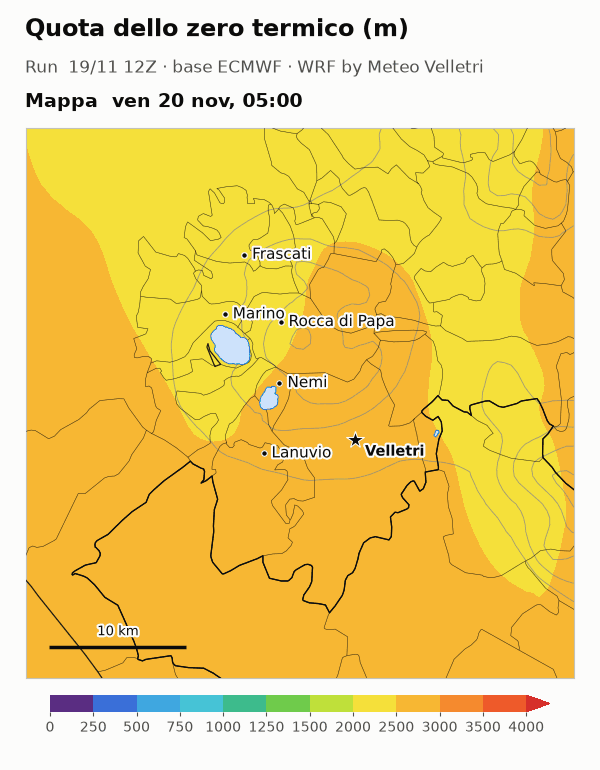 Quota dello zero termico (m)
Run 19/11 12Z · base ECMWF · WRF by Meteo Velletri
Mappa ven 20 nov, 05:00
Frascati
Marino
Rocca di Papa
Nemi
Velletri
Lanuvio
10 km
0 250 500 750 1000 1250 1500 2000 2500 3000 3500 4000